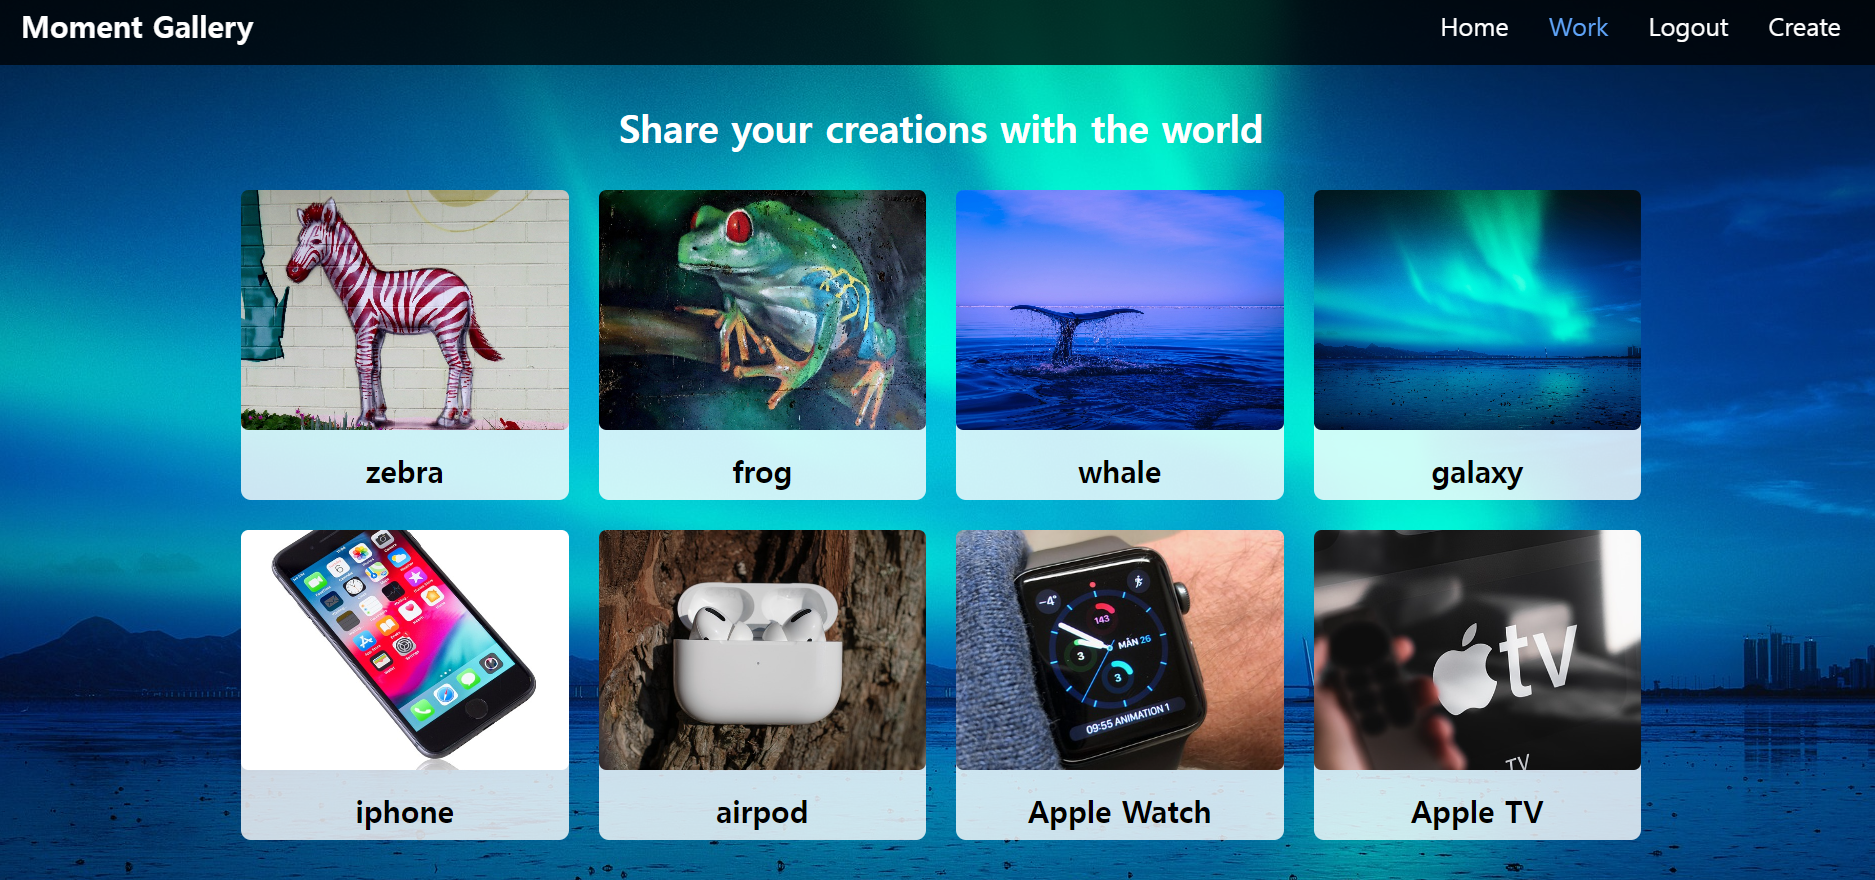 Moment Gallery
Home Work Logout Create
Share your creations with the world
zebra
frog
whale
galaxy
iphone
airpod
Apple Watch
Apple TV
-4°
143
MÅN 26
3
3
09:55 ANIMATION 1
tv
TV